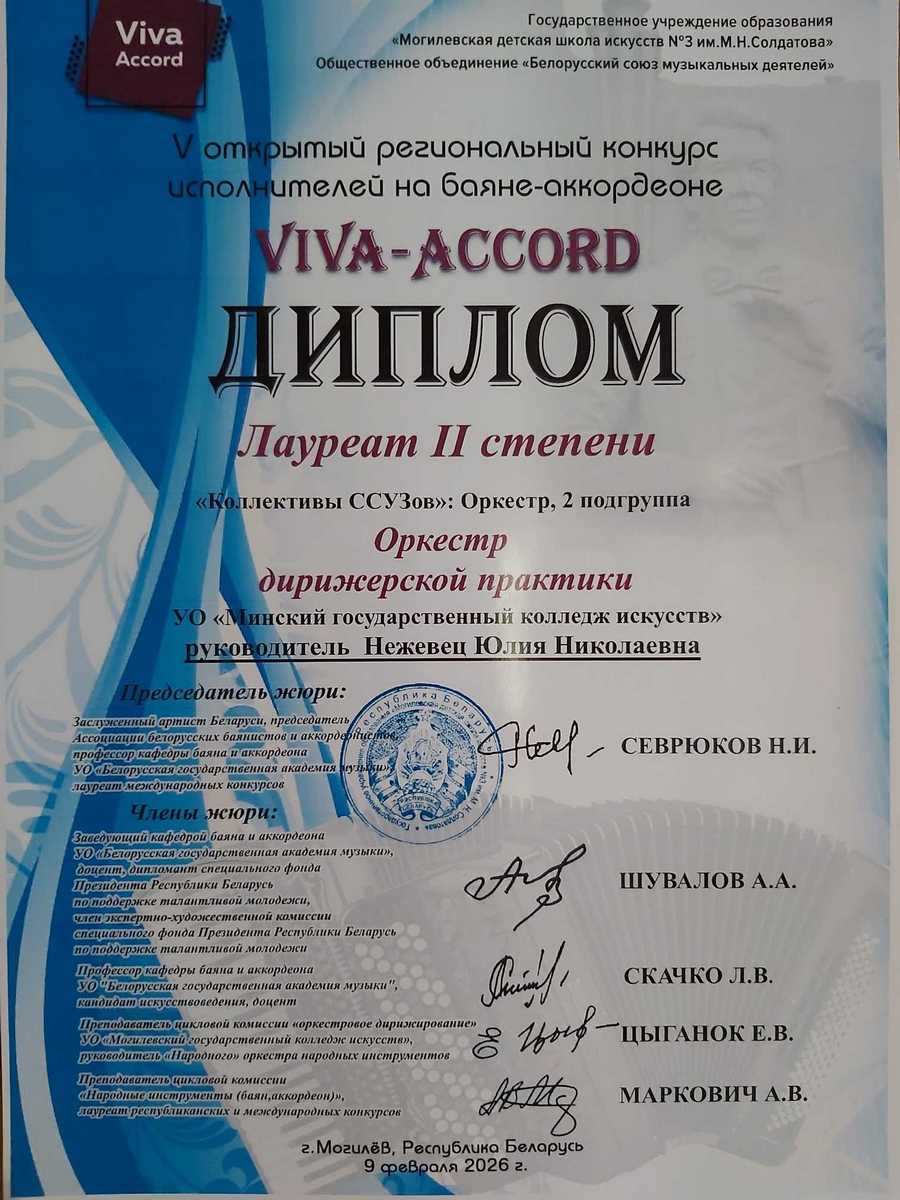 Viva
Accord
Государственное учреждение образования
«Могилевская детская школа искусств №3 им.М.Н.Солдатова»
Общественное объединение «Белорусский союз музыкальных деятелей»
V открытый региональный конкурс
исполнителей на баяне-аккордеоне
VIVA-ACCORD
ДИПЛОМ
Лауреат II степени
«Коллективы ССУЗов»: Оркестр, 2 подгруппа
Оркестр
дирижерской практики
УО «Минский государственный колледж искусств»
руководитель Нежевец Юлия Николаевна
Председатель жюри:
Заслуженный артист Беларуси, председатель
Ассоциации белорусских баянистов и аккордеонистов,
профессор кафедры баяна и аккордеона
УО «Белорусская государственная академия музыки»,
лауреат международных конкурсов
СЕВРЮКОВ Н.И.
Члены жюри:
Заведующий кафедрой баяна и аккордеона
УО «Белорусская государственная академия музыки»,
доцент, дипломант специального фонда
Президента Республики Беларусь
по поддержке талантливой молодежи,
член экспертно-художественной комиссии
специального фонда Президента Республики Беларусь
по поддержке талантливой молодежи
ШУВАЛОВ А.А.
Профессор кафедры баяна и аккордеона
УО "Белорусская государственная академия музыки",
кандидат искусствоведения, доцент
СКАЧКО Л.В.
Преподаватель цикловой комиссии «оркестровое дирижирование»
УО «Могилевский государственный колледж искусств»,
руководитель «Народного» оркестра народных инструментов
ЦЫГАНОК Е.В.
Преподаватель цикловой комиссии
«Народные инструменты (баян,аккордеон)»,
лауреат республиканских и международных конкурсов
МАРКОВИЧ А.В.
г.Могилёв, Республика Беларусь
9 февраля 2026 г.